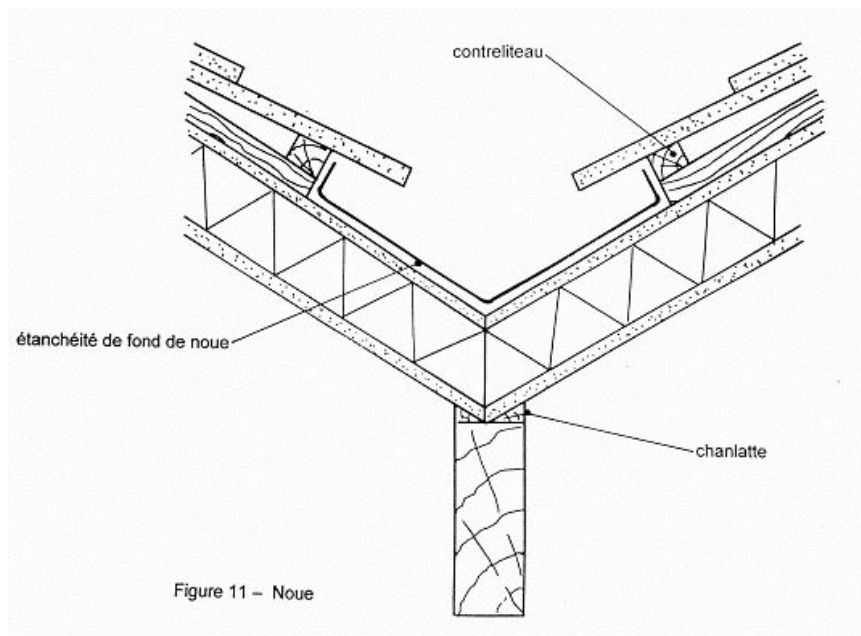 contreliteau
étanchéité de fond de noue
chanlatte
Figure 11 – Noue